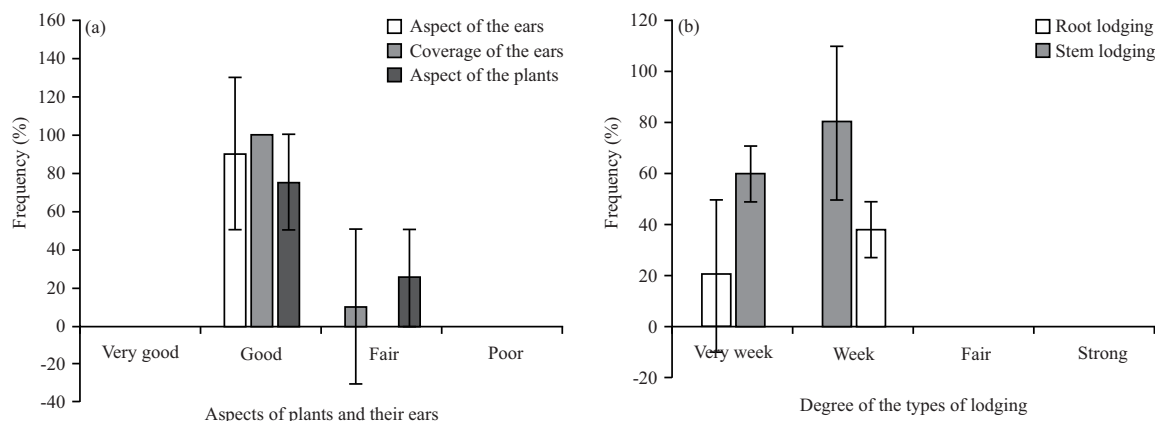 (a)
Aspect of the ears
Coverage of the ears
Aspect of the plants
160
140
120
100
80
60
40
20
0
-20
-40
Frequency (%)
Very good
Good
Fair
Poor
Aspects of plants and their ears
(b)
Root lodging
Stem lodging
120
100
80
60
40
20
0
-20
Frequency (%)
Very week
Week
Fair
Strong
Degree of the types of lodging